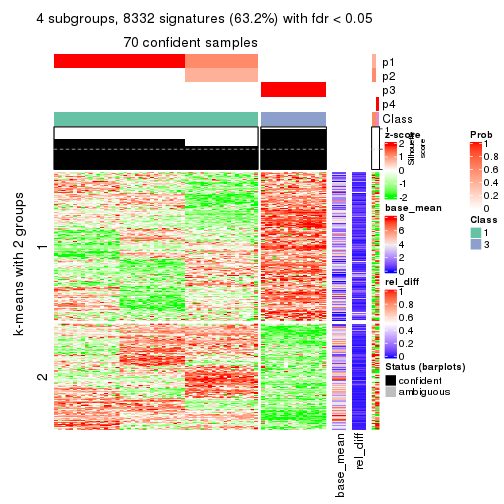 4 subgroups, 8332 signatures (63.2%) with fdr < 0.05
70 confident samples
p1
p2
p3
p4
Class
1
Silhouette
score
k-means with 2 groups
1
2
base_mean
rel_diff
z-score
2
1
0
-1
-2
base_mean
8
6
4
2
0
rel_diff
1
0.8
0.6
0.4
0.2
0
Status (barplots)
confident
ambiguous
Prob
1
0.8
0.6
0.4
0.2
0
Class
1
3